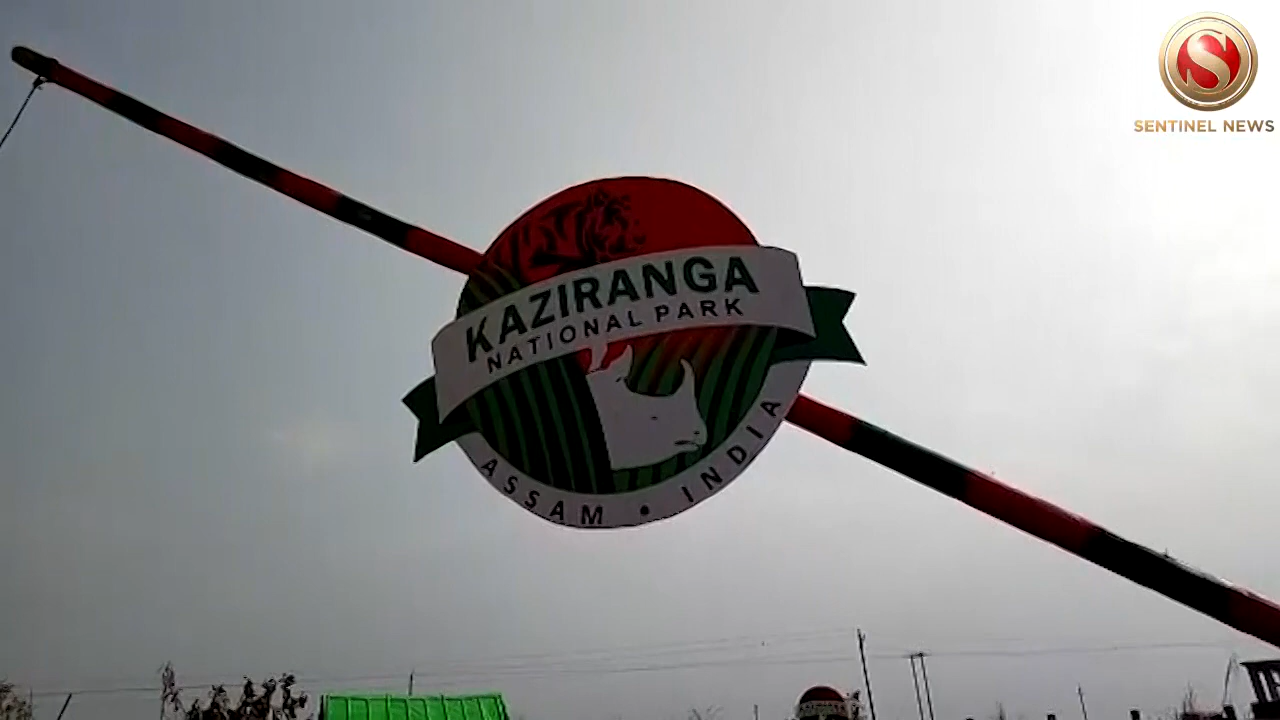 S
SENTINEL NEWS
KAZIRANGA
NATIONAL PARK
ASSAM • INDIA